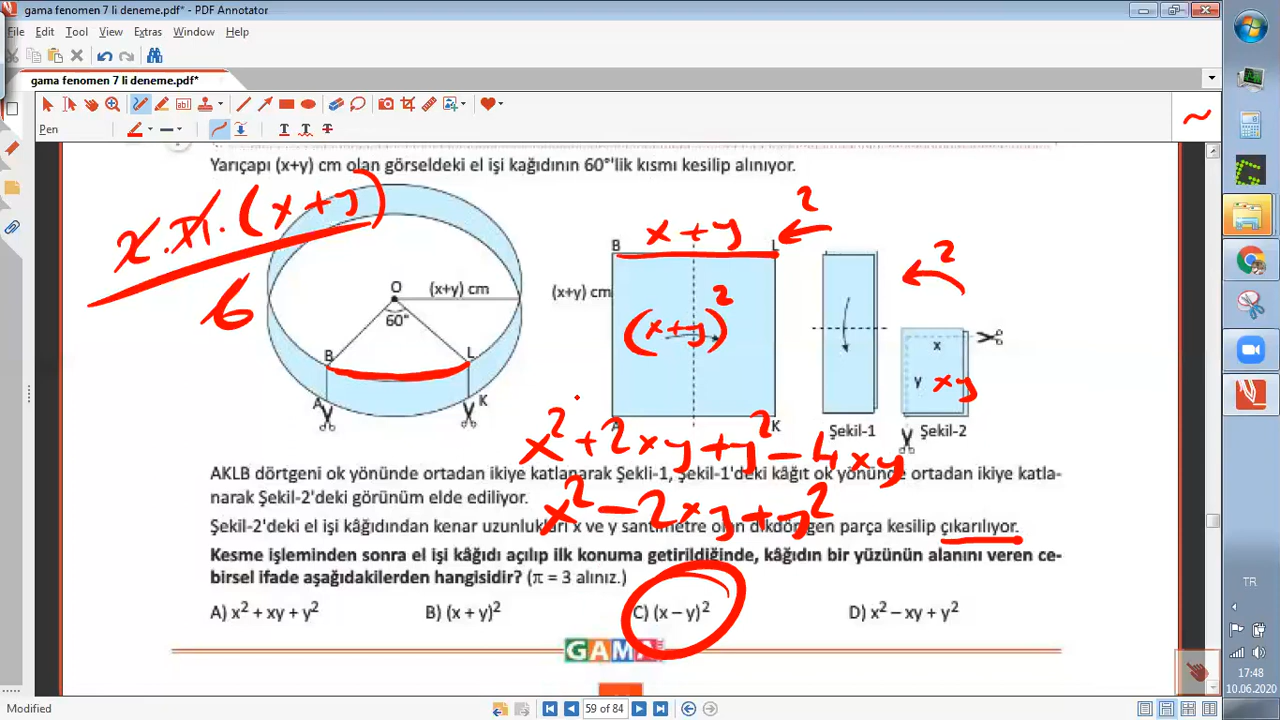 gama fenomen 7 li deneme.pdf* - PDF Annotator
File Edit Tool View Extras Window Help
gama fenomen 7 li deneme.pdf*
Pen
Yarıçapı (x+y) cm olan görseldeki el işi kağıdının 60°'lik kısmı kesilip alınıyor.
2.π.(x+y)
6
O
(x+y) cm
60°
B
L
A
K
x+y
2
B
L
(x+y) cm
(x+y)²
A
K
2
x
y
xy
Şekil-1
Şekil-2
x²+2xy+y²-4xy
AKLB dörtgeni ok yönünde ortadan ikiye katlanarak Şekli-1, Şekil-1'deki kâğıt ok yönünde ortadan ikiye katla-
narak Şekil-2'deki görünüm elde ediliyor.
x²-2xy+y²
Şekil-2'deki el işi kâğıdından kenar uzunlukları x ve y santimetre olan dikdörtgen parça kesilip çıkarılıyor.
Kesme işleminden sonra el işi kâğıdı açılıp ilk konuma getirildiğinde, kâğıdın bir yüzünün alanını veren ce-
birsel ifade aşağıdakilerden hangisidir? (π = 3 alınız.)
A) x² + xy + y² B) (x + y)² C) (x – y)² D) x² – xy + y²
GAMA
59 of 84
Modified
TR
17:48
10.06.2020